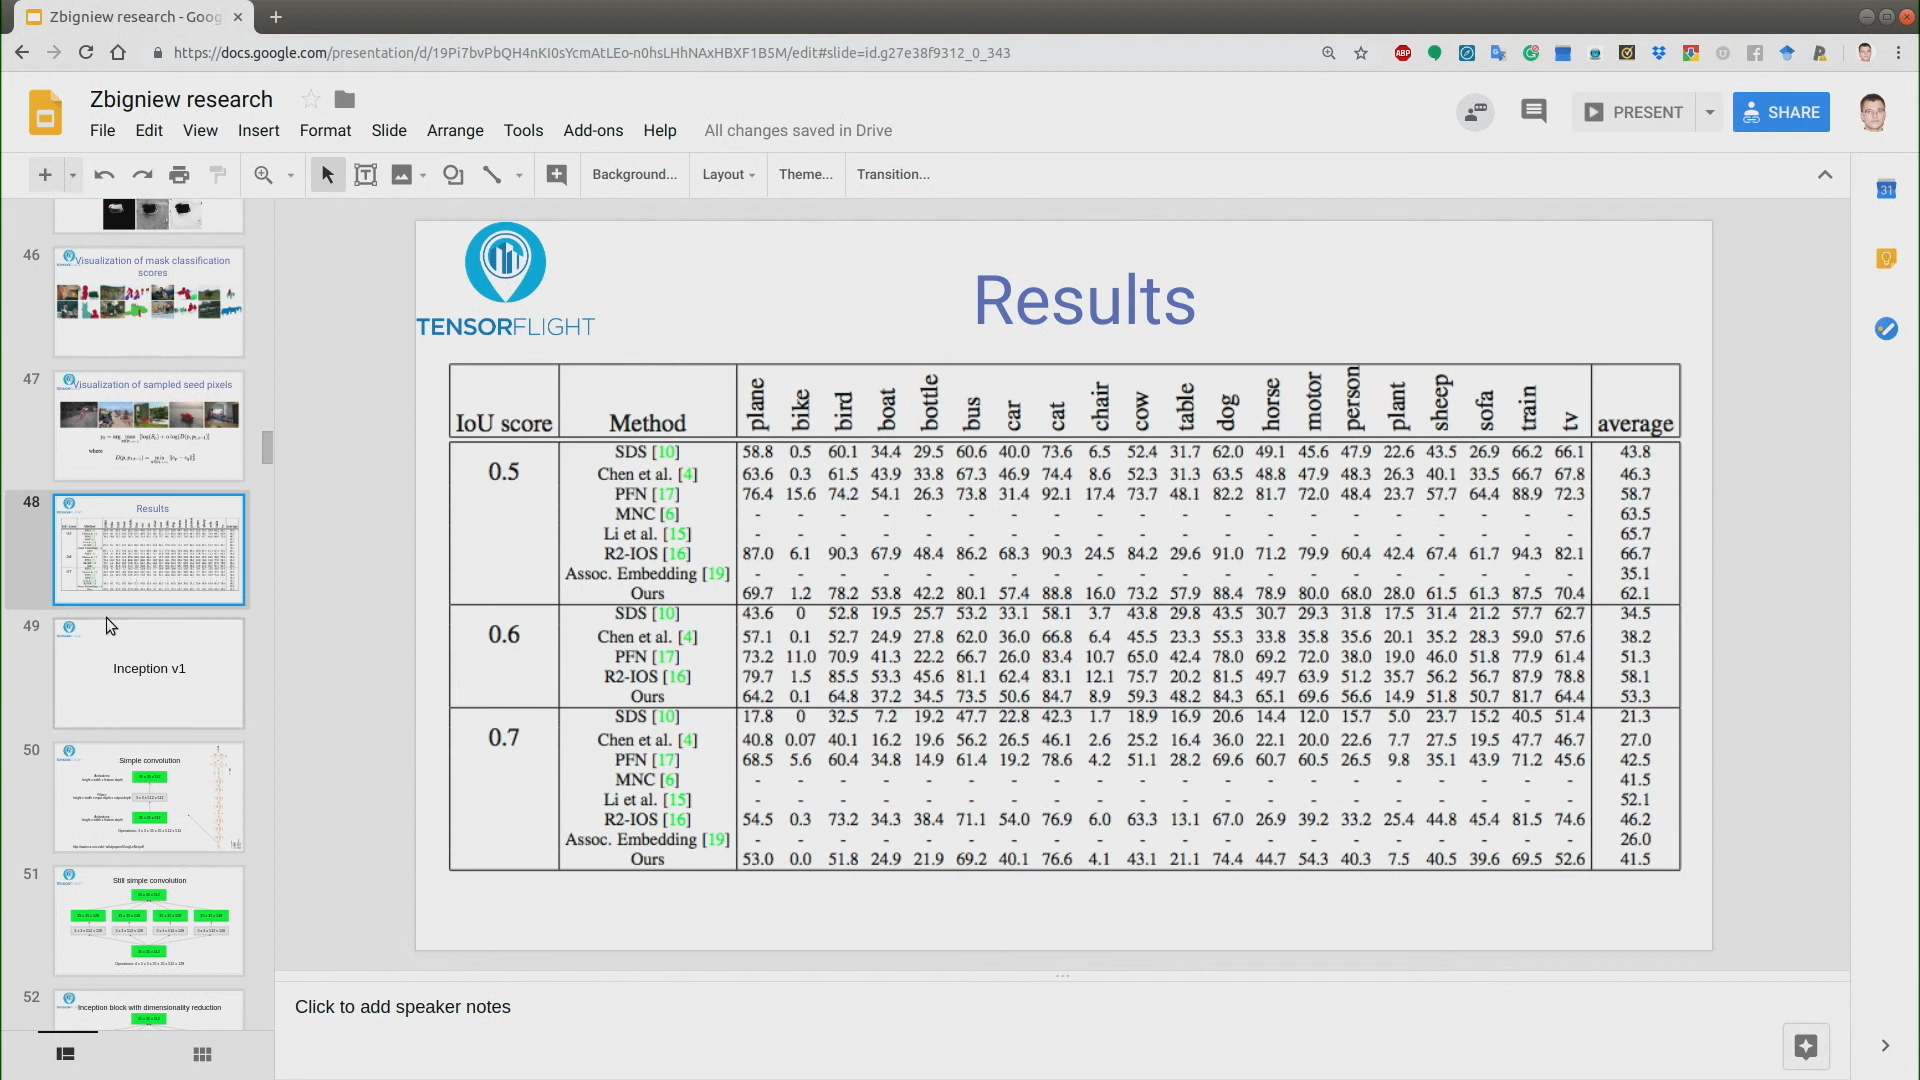 Zbigniew research - Goog
https://docs.google.com/presentation/d/19Pi7bvPbQH4nKI0sYcmAtLEo-n0hsLHhNAxHBXF1B5M/edit#slide=id.g27e38f9312_0_343
Zbigniew research
PRESENT
SHARE
File Edit View Insert Format Slide Arrange Tools Add-ons Help All changes saved in Drive
Background... Layout Theme... Transition...
46
Visualization of mask classification
scores
47
Visualization of sampled seed pixels
where
48
Results
49
Inception v1
50
Simple convolution
51
Still simple convolution
52
Inception block with dimensionality reduction
TENSORFLIGHT
Results
IoU score Method plane bike bird boat bottle bus car cat chair cow table dog horse motor person plant sheep sofa train tv average
0.5
SDS [10] 58.8 0.5 60.1 34.4 29.5 60.6 40.0 73.6 6.5 52.4 31.7 62.0 49.1 45.6 47.9 22.6 43.5 26.9 66.2 66.1 43.8
Chen et al. [4] 63.6 0.3 61.5 43.9 33.8 67.3 46.9 74.4 8.6 52.3 31.3 63.5 48.8 47.9 48.3 26.3 40.1 33.5 66.7 67.8 46.3
PFN [17] 76.4 15.6 74.2 54.1 26.3 73.8 31.4 92.1 17.4 73.7 48.1 82.2 81.7 72.0 48.4 23.7 57.7 64.4 88.9 72.3 58.7
MNC [6] - - - - - - - - - - - - - - - - - - - - 63.5
Li et al. [15] - - - - - - - - - - - - - - - - - - - - 65.7
R2-IOS [16] 87.0 6.1 90.3 67.9 48.4 86.2 68.3 90.3 24.5 84.2 29.6 91.0 71.2 79.9 60.4 42.4 67.4 61.7 94.3 82.1 66.7
Assoc. Embedding [19] - - - - - - - - - - - - - - - - - - - - 35.1
Ours 69.7 1.2 78.2 53.8 42.2 80.1 57.4 88.8 16.0 73.2 57.9 88.4 78.9 80.0 68.0 28.0 61.5 61.3 87.5 70.4 62.1
0.6
SDS [10] 43.6 0 52.8 19.5 25.7 53.2 33.1 58.1 3.7 43.8 29.8 43.5 30.7 29.3 31.8 17.5 31.4 21.2 57.7 62.7 34.5
Chen et al. [4] 57.1 0.1 52.7 24.9 27.8 62.0 36.0 66.8 6.4 45.5 23.3 55.3 33.8 35.8 35.6 20.1 35.2 28.3 59.0 57.6 38.2
PFN [17] 73.2 11.0 70.9 41.3 22.2 66.7 26.0 83.4 10.7 65.0 42.4 78.0 69.2 72.0 38.0 19.0 46.0 51.8 77.9 61.4 51.3
R2-IOS [16] 79.7 1.5 85.5 53.3 45.6 81.1 62.4 83.1 12.1 75.7 20.2 81.5 49.7 63.9 51.2 35.7 56.2 56.7 87.9 78.8 58.1
Ours 64.2 0.1 64.8 37.2 34.5 73.5 50.6 84.7 8.9 59.3 48.2 84.3 65.1 69.6 56.6 14.9 51.8 50.7 81.7 64.4 53.3
0.7
SDS [10] 17.8 0 32.5 7.2 19.2 47.7 22.8 42.3 1.7 18.9 16.9 20.6 14.4 12.0 15.7 5.0 23.7 15.2 40.5 51.4 21.3
Chen et al. [4] 40.8 0.07 40.1 16.2 19.6 56.2 26.5 46.1 2.6 25.2 16.4 36.0 22.1 20.0 22.6 7.7 27.5 19.5 47.7 46.7 27.0
PFN [17] 68.5 5.6 60.4 34.8 14.9 61.4 19.2 78.6 4.2 51.1 28.2 69.6 60.7 60.5 26.5 9.8 35.1 43.9 71.2 45.6 42.5
MNC [6] - - - - - - - - - - - - - - - - - - - - 41.5
Li et al. [15] - - - - - - - - - - - - - - - - - - - - 52.1
R2-IOS [16] 54.5 0.3 73.2 34.3 38.4 71.1 54.0 76.9 6.0 63.3 13.1 67.0 26.9 39.2 33.2 25.4 44.8 45.4 81.5 74.6 46.2
Assoc. Embedding [19] - - - - - - - - - - - - - - - - - - - - 26.0
Ours 53.0 0.0 51.8 24.9 21.9 69.2 40.1 76.6 4.1 43.1 21.1 74.4 44.7 54.3 40.3 7.5 40.5 39.6 69.5 52.6 41.5
Click to add speaker notes